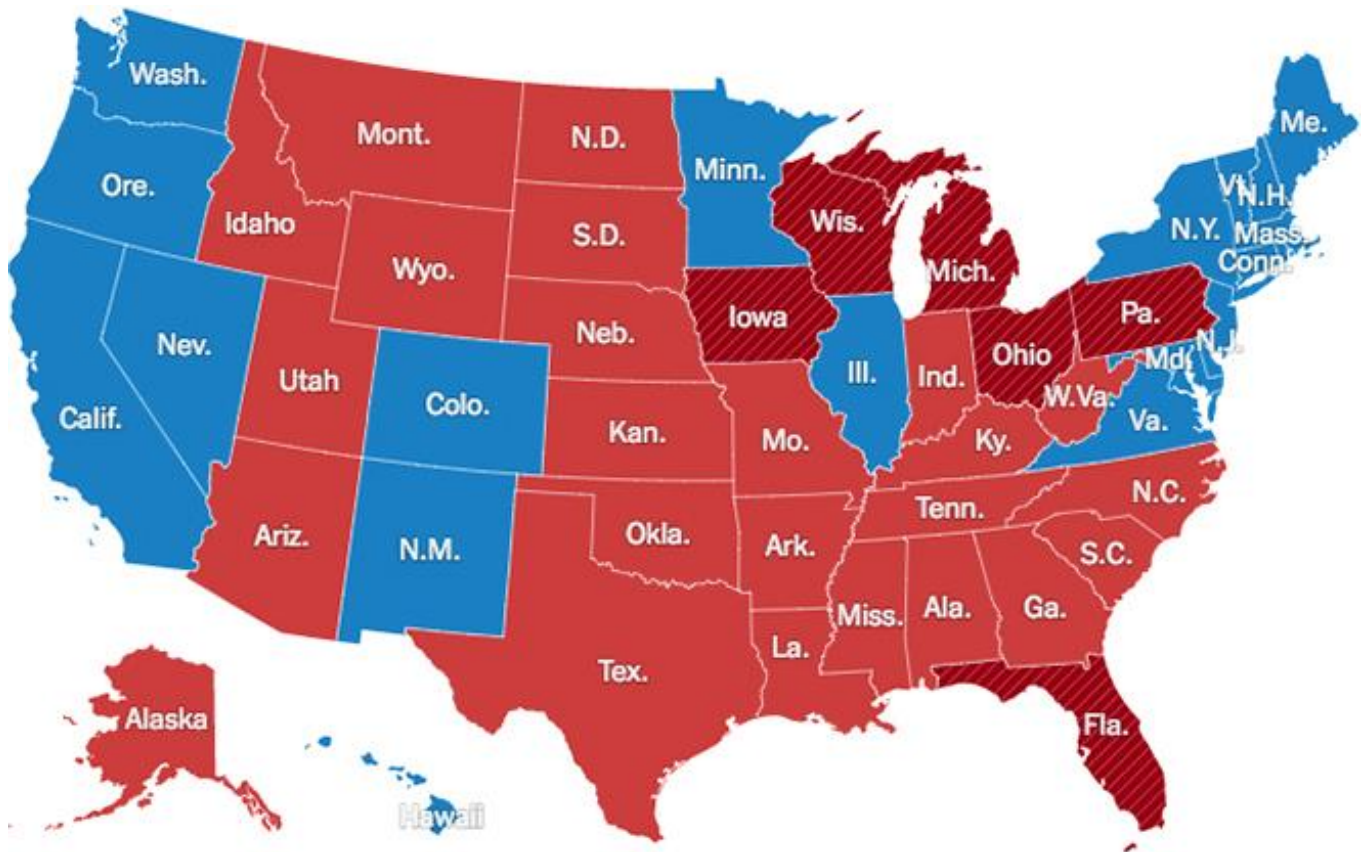 Wash.
Mont.
N.D.
Minn.
Me.
Ore.
Idaho
Vt.
N.H.
S.D.
Wis.
N.Y.
Mass.
Wyo.
Mich.
Conn.
Iowa
Pa.
Neb.
Nev.
Ohio
N.J.
Utah
Ill.
Ind.
Md.
Colo.
W.Va.
Calif.
Kan.
Mo.
Ky.
Va.
N.C.
Tenn.
Ariz.
N.M.
Okla.
Ark.
S.C.
Miss.
Ala.
Ga.
La.
Tex.
Alaska
Fla.
Hawaii